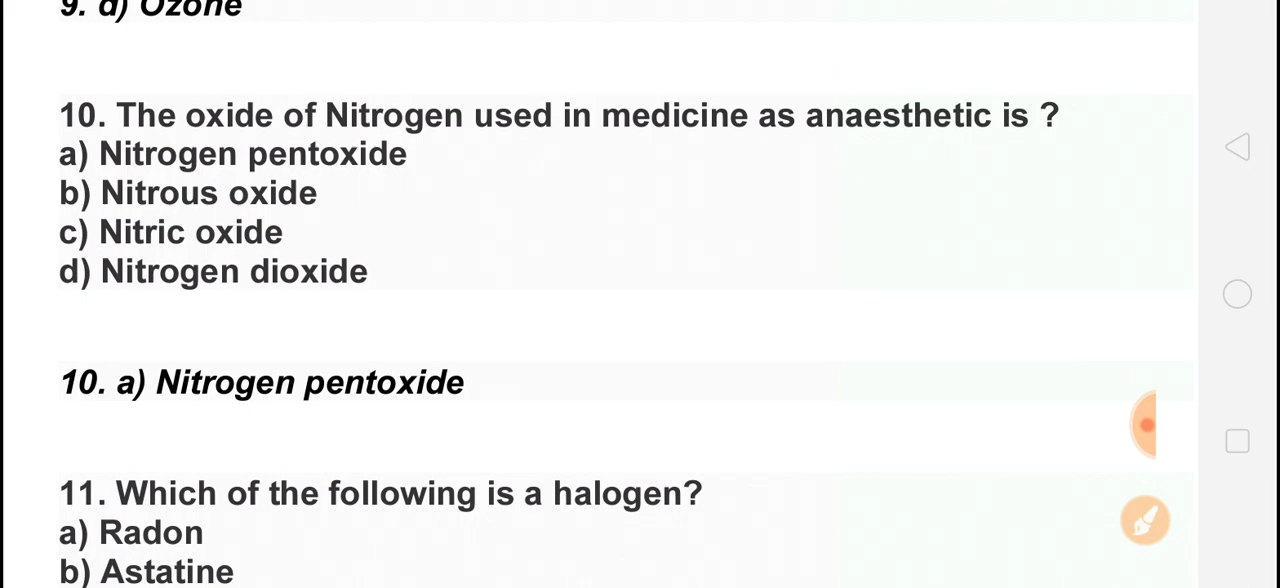 9. d) Ozone
10. The oxide of Nitrogen used in medicine as anaesthetic is ?
a) Nitrogen pentoxide
b) Nitrous oxide
c) Nitric oxide
d) Nitrogen dioxide
10. a) Nitrogen pentoxide
11. Which of the following is a halogen?
a) Radon
b) Astatine